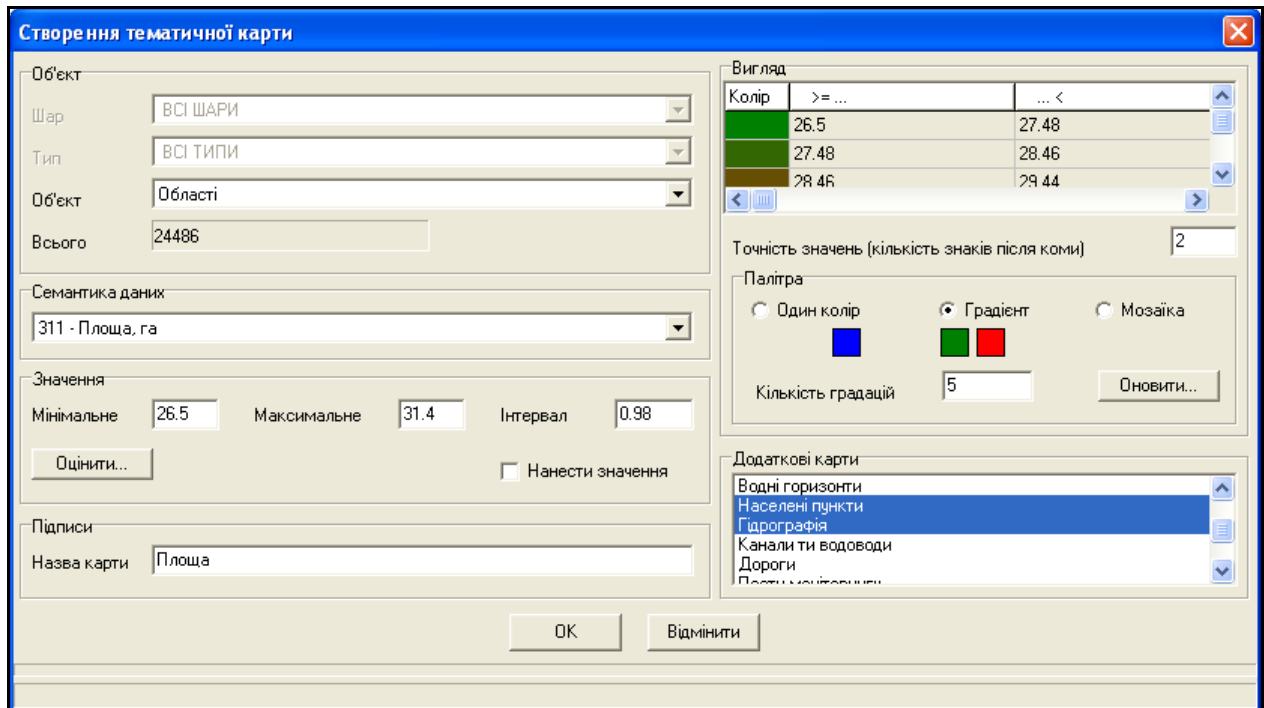 Створення тематичної карти
Об'єкт
Шар
ВСІ ШАРИ
Тип
ВСІ ТИПИ
Об'єкт
Області
Всього
24486
Семантика даних
311 - Площа, га
Значення
Мінімальне 26.5 Максимальне 31.4 Інтервал 0.98
Оцінити...
Нанести значення
Підписи
Назва карти Площа
Вигляд
Колір >= ... ... <
26.5 27.48
27.48 28.46
28.46 29.44
Точність значень (кількість знаків після коми) 2
Палітра
Один колір Градієнт Мозаїка
Кількість градацій 5 Оновити...
Додаткові карти
Водні горизонти
Населені пункти
Гідрографія
Канали ти водоводи
Дороги
OK Відмінити